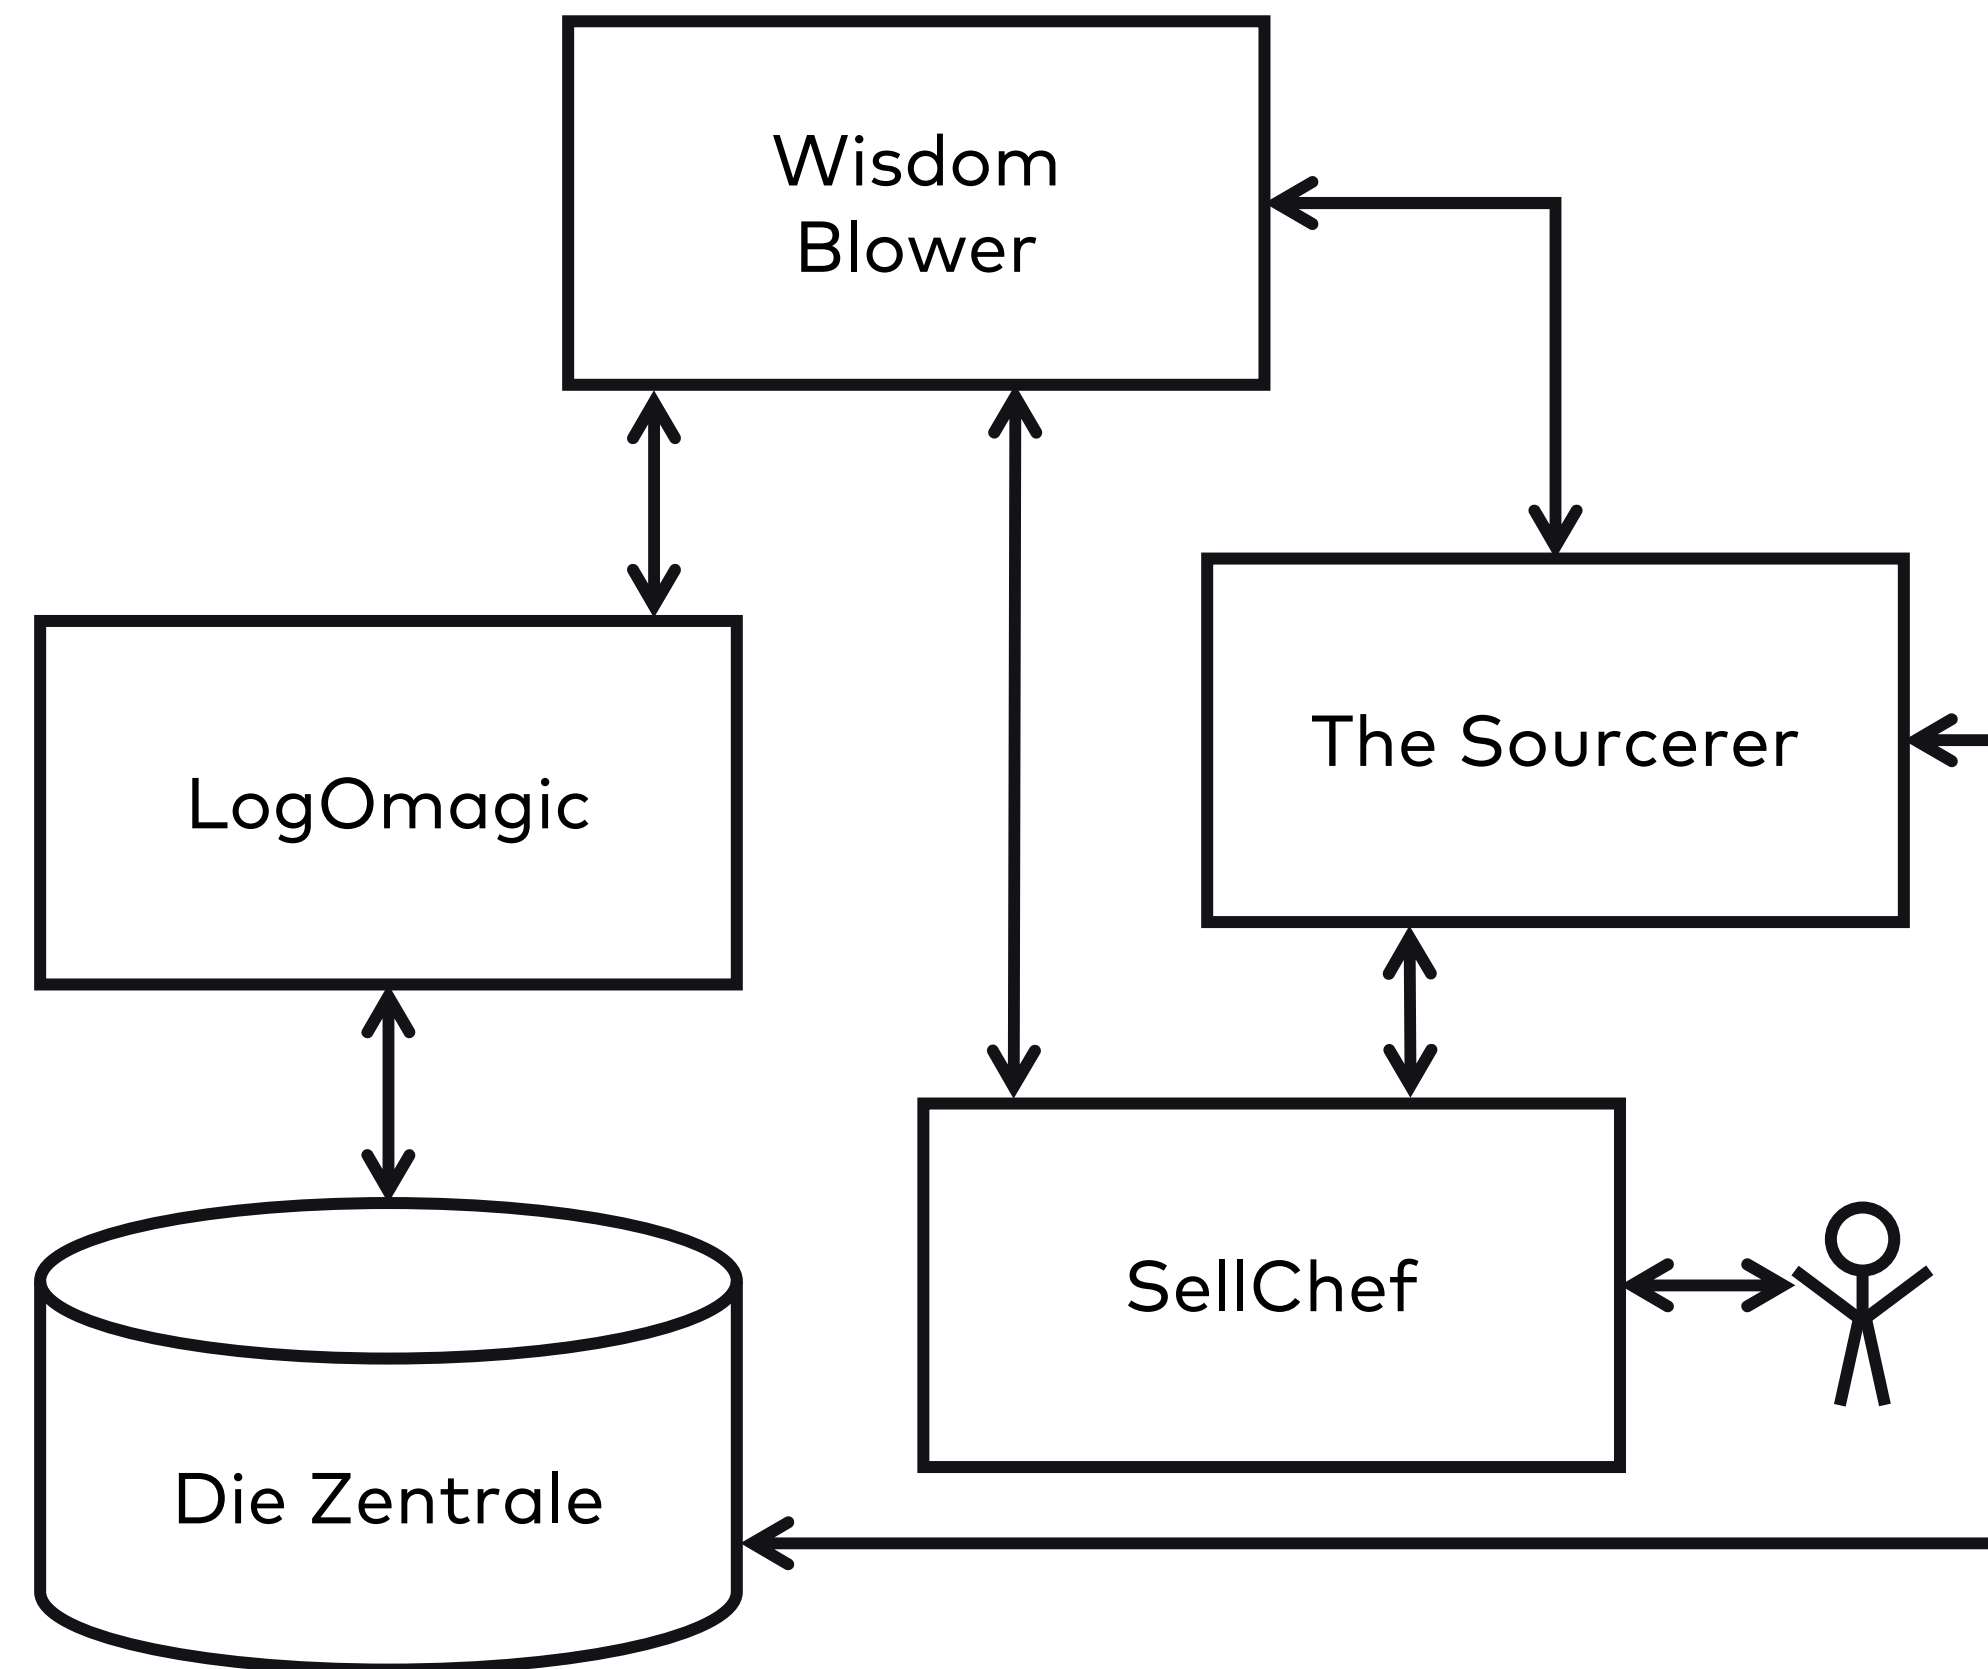 Wisdom
Blower
The Sourcerer
LogOmagic
SellChef
Die Zentrale